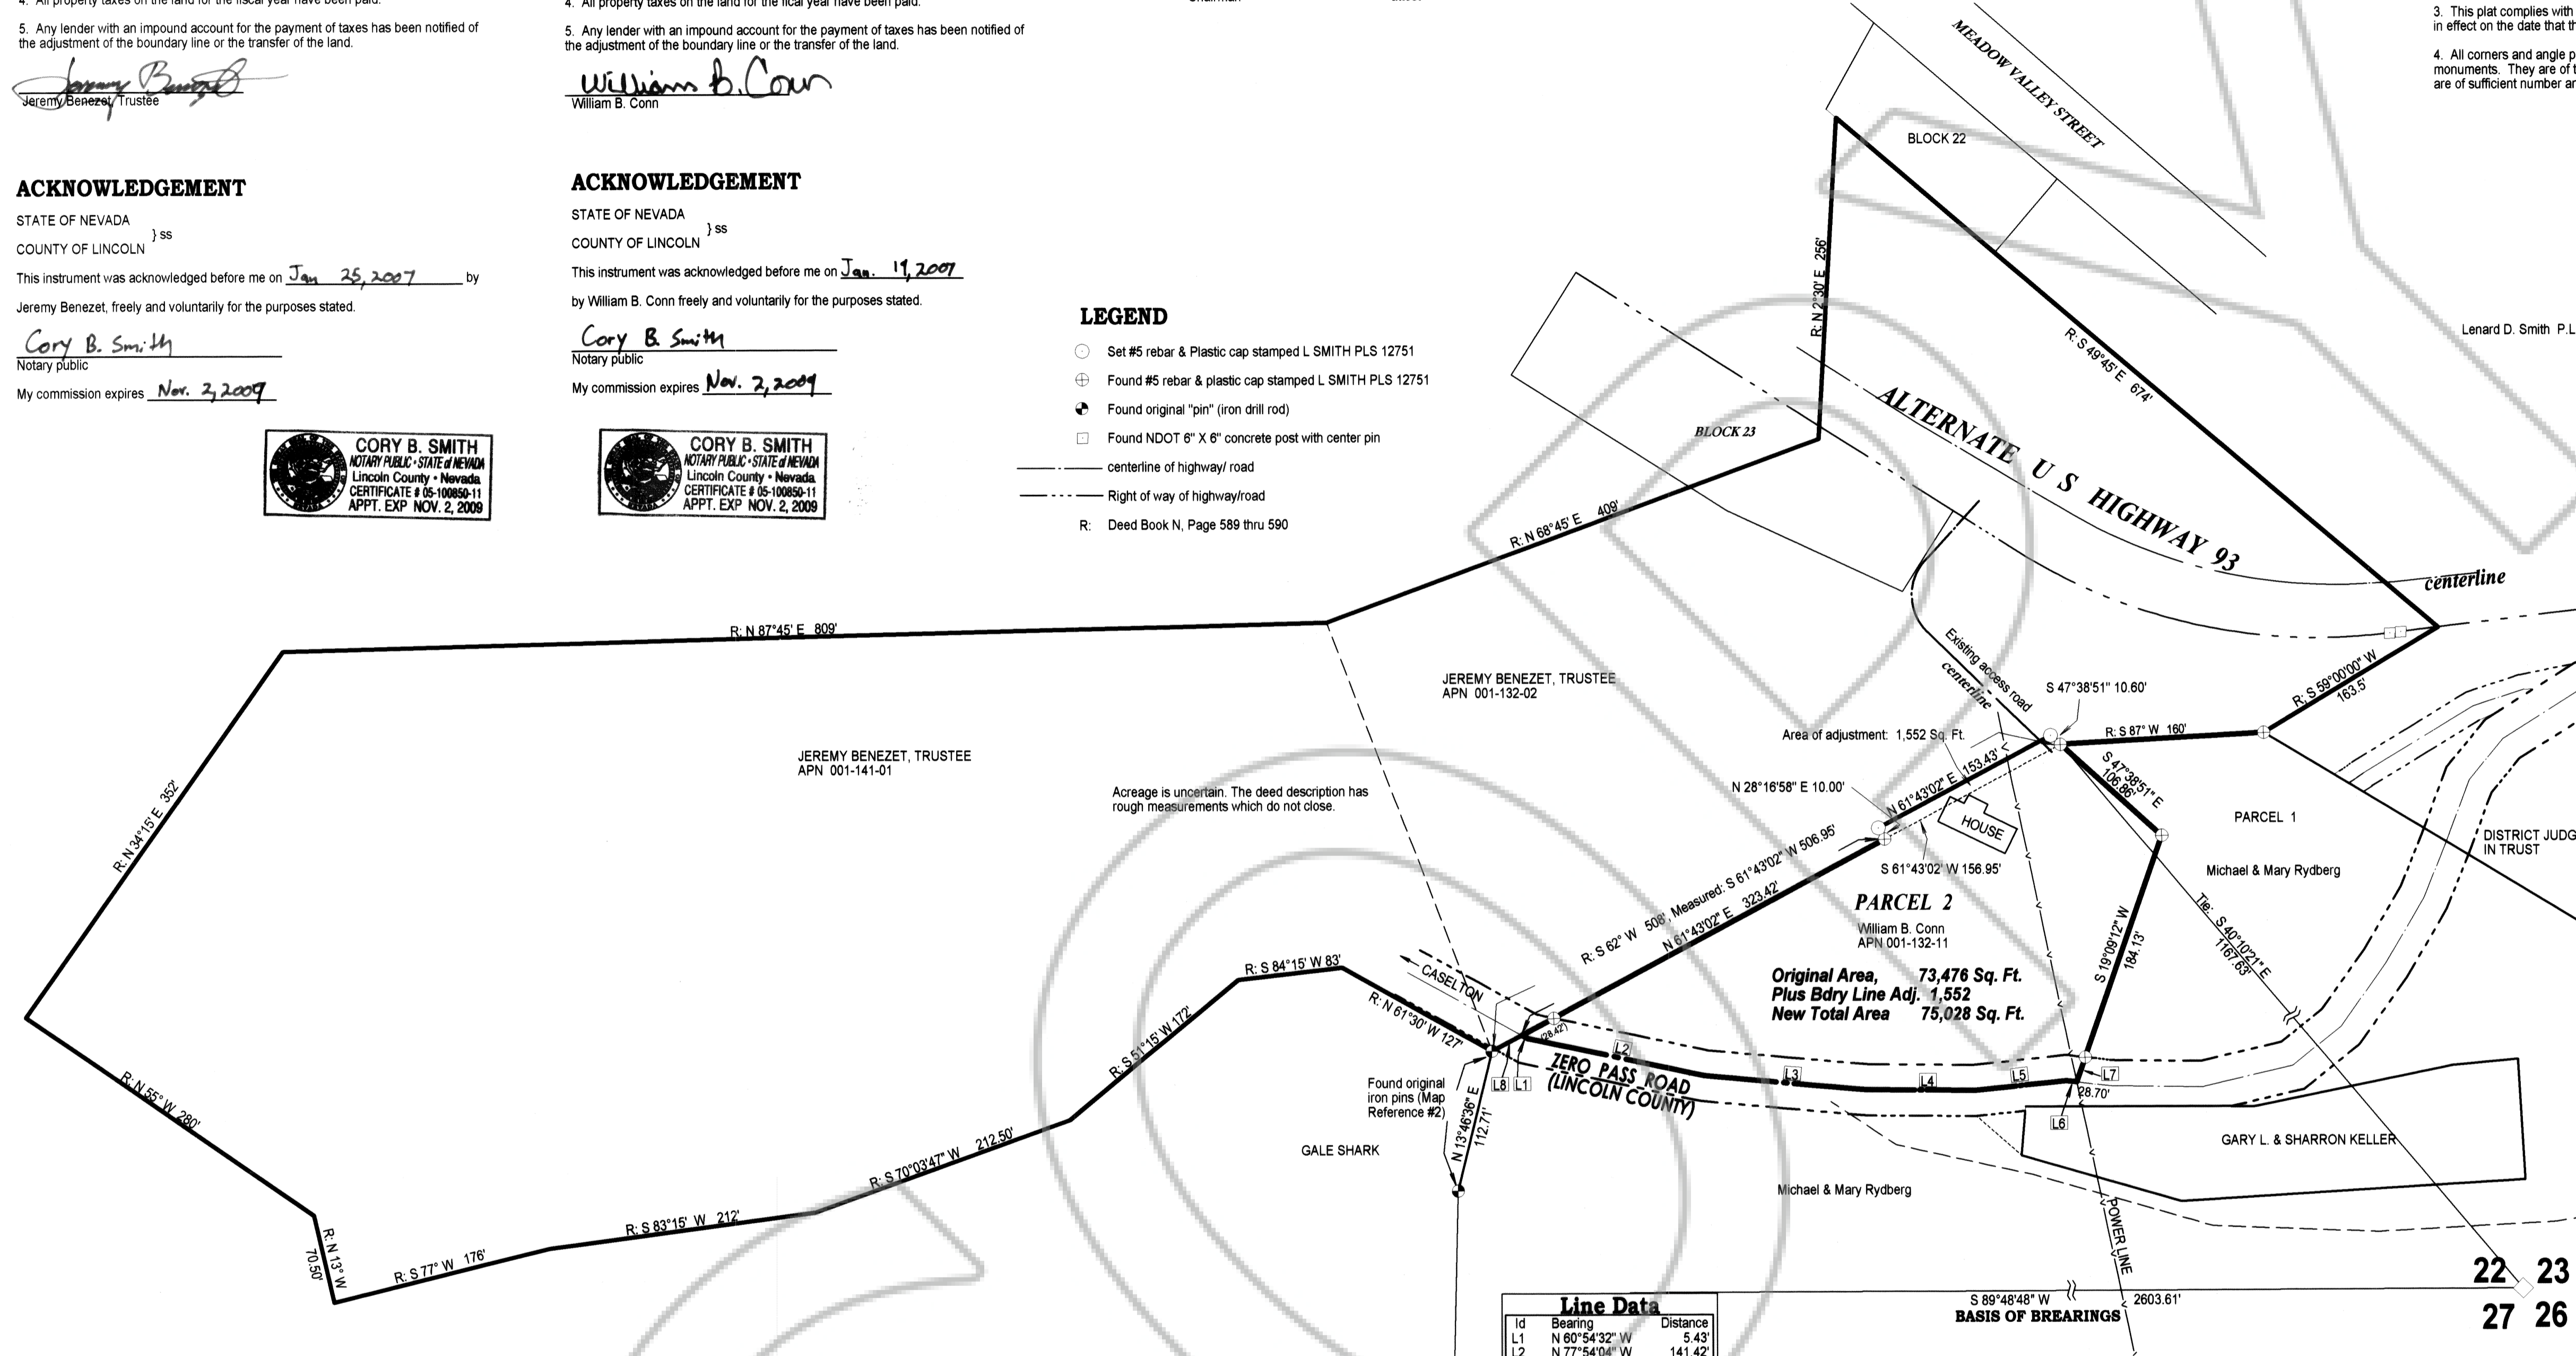 4. All property taxes on the land for the fiscal year have been paid.
5. Any lender with an impound account for the payment of taxes has been notified of
the adjustment of the boundary line or the transfer of the land.
Jeremy Benezet, Trustee
ACKNOWLEDGEMENT
STATE OF NEVADA
} ss
COUNTY OF LINCOLN
This instrument was acknowledged before me on Jan 25, 2007 by
Jeremy Benezet, freely and voluntarily for the purposes stated.
Cory B. Smith
Notary public
My commission expires Nov. 2, 2009
CORY B. SMITH
NOTARY PUBLIC • STATE of NEVADA
Lincoln County • Nevada
CERTIFICATE # 05-100850-11
APPT. EXP NOV. 2, 2009
4. All property taxes on the land for the fical year have been paid.
5. Any lender with an impound account for the payment of taxes has been notified of
the adjustment of the boundary line or the transfer of the land.
William B. Conn
William B. Conn
ACKNOWLEDGEMENT
STATE OF NEVADA
} ss
COUNTY OF LINCOLN
This instrument was acknowledged before me on Jan. 19, 2007
by William B. Conn freely and voluntarily for the purposes stated.
Cory B. Smith
Notary public
My commission expires Nov. 2, 2009
CORY B. SMITH
NOTARY PUBLIC • STATE of NEVADA
Lincoln County • Nevada
CERTIFICATE # 05-100850-11
APPT. EXP NOV. 2, 2009
LEGEND
Set #5 rebar & Plastic cap stamped L SMITH PLS 12751
Found #5 rebar & plastic cap stamped L SMITH PLS 12751
Found original "pin" (iron drill rod)
Found NDOT 6" X 6" concrete post with center pin
centerline of highway/ road
Right of way of highway/road
R: Deed Book N, Page 589 thru 590
3. This plat complies with
in effect on the date that th
4. All corners and angle p
monuments. They are of t
are of sufficient number an
Lenard D. Smith P.L
MEADOW VALLEY STREET
BLOCK 22
R: N 2°30' E 256'
R: S 49°45' E 674'
BLOCK 23
ALTERNATE U S HIGHWAY 93
centerline
R: N 68°45' E 409'
R: N 87°45' E 809'
JEREMY BENEZET, TRUSTEE
APN 001-132-02
Existing access road
centerline
S 47°38'51" 10.60'
R: S 59°00'00" W
163.5'
R: S 87° W 160'
Area of adjustment: 1,552 Sq. Ft.
JEREMY BENEZET, TRUSTEE
APN 001-141-01
Acreage is uncertain. The deed description has
rough measurements which do not close.
N 28°16'58" E 10.00'
N 61°43'02" E 153.43'
S 47°38'51" E
106.86'
HOUSE
S 61°43'02" W 156.95'
PARCEL 1
Michael & Mary Rydberg
DISTRICT JUDG
IN TRUST
R: N 34°15' E 352'
R: S 62° W 508', Measured: S 61°43'02" W 506.95'
N 61°43'02" E 323.42'
PARCEL 2
William B. Conn
APN 001-132-11
Original Area, 73,476 Sq. Ft.
Plus Bdry Line Adj. 1,552
New Total Area 75,028 Sq. Ft.
S 19°09'12" W
184.13'
Tie: S 40°10'21" E
1167.63'
CASELTON
R: S 84°15' W 83'
R: N 61°30' W 127'
R: S 51°15' W 172'
(28.42')
L2
L3
L4
L5
L7
28.70'
L6
L8
L1
ZERO PASS ROAD
(LINCOLN COUNTY)
Found original
iron pins (Map
Reference #2)
N 13°46'36" E
112.71'
GALE SHARK
R: N 55° W 280'
R: S 70°03'47" W 212.50'
R: S 83°15' W 212'
R: S 77° W 176'
R: N 13° W
70.50'
GARY L. & SHARRON KELLER
Michael & Mary Rydberg
POWER LINE
22 23
27 26
S 89°48'48" W 2603.61'
BASIS OF BREARINGS
Line Data
Id Bearing Distance
L1 N 60°54'32" W 5.43'
L2 N 77°54'04" W 141.42'